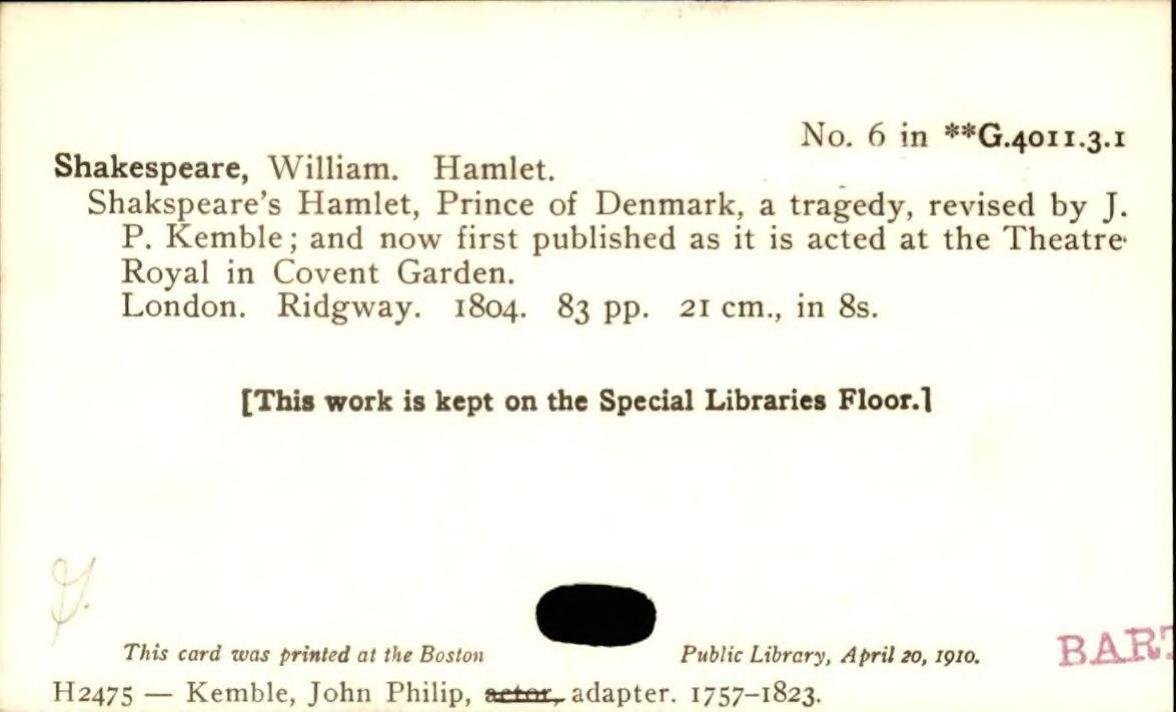 No. 6 in **G.4011.3.1
Shakespeare, William. Hamlet.
Shakspeare's Hamlet, Prince of Denmark, a tragedy, revised by J.
P. Kemble; and now first published as it is acted at the Theatre
Royal in Covent Garden.
London. Ridgway. 1804. 83 pp. 21 cm., in 8s.
[This work is kept on the Special Libraries Floor.]
This card was printed at the Boston Public Library, April 20, 1910.
BART
H2475 — Kemble, John Philip, actor, adapter. 1757–1823.